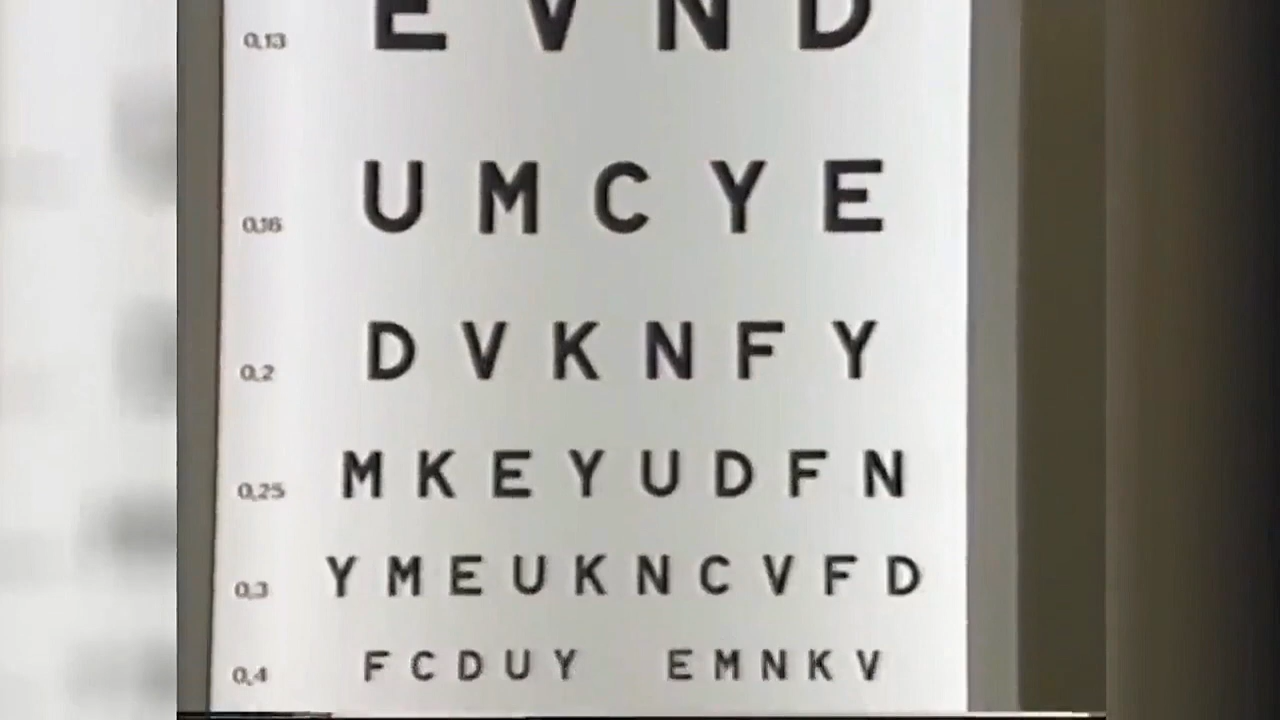 0,13 E V N D
0,16 U M C Y E
0,2 D V K N F Y
0,25 M K E Y U D F N
0,3 Y M E U K N C V F D
0,4 F C D U Y E M N K V